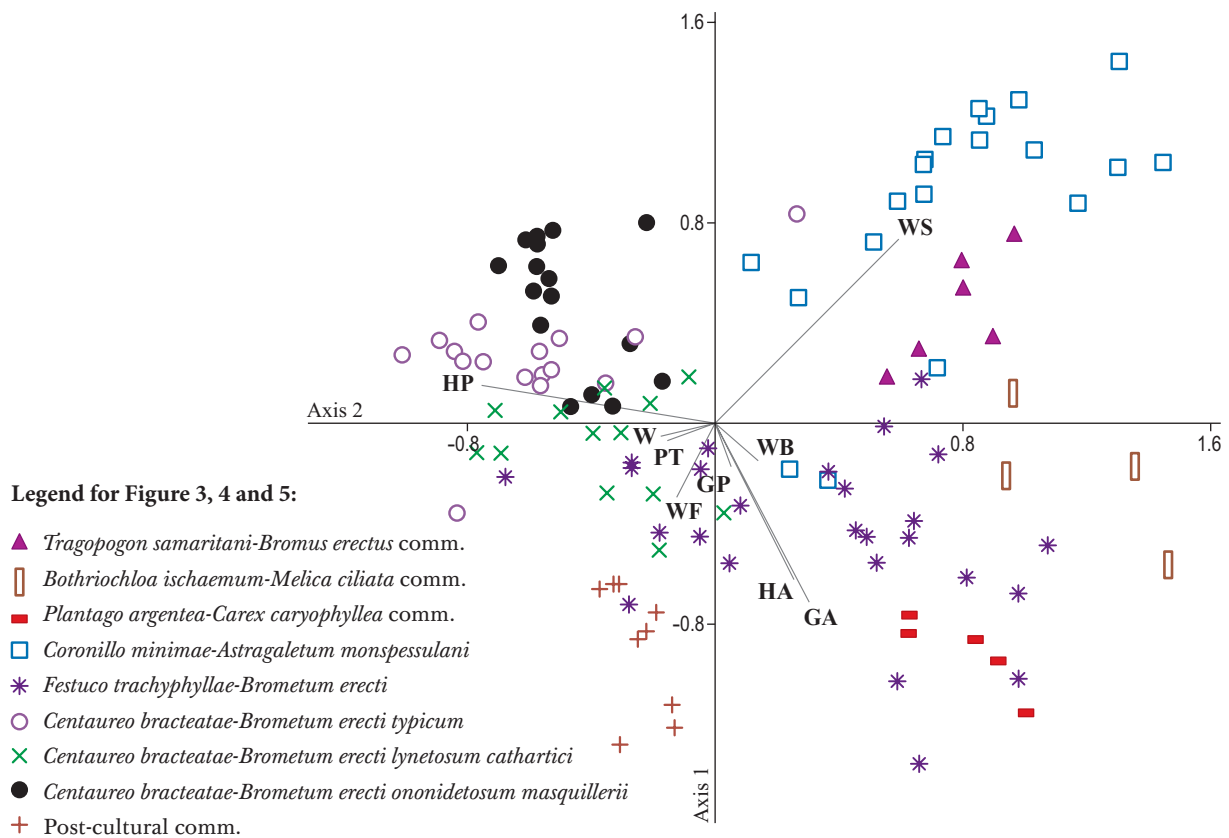 1.6
0.8
WS
HP
Axis 2
-0.8
0.8
1.6
W
WB
PT
GP
WF
HA
GA
-0.8
Axis 1
Legend for Figure 3, 4 and 5:
Tragopogon samaritani-Bromus erectus comm.
Bothriochloa ischaemum-Melica ciliata comm.
Plantago argentea-Carex caryophyllea comm.
Coronillo minimae-Astragaletum monspessulani
Festuco trachyphyllae-Brometum erecti
Centaureo bracteatae-Brometum erecti typicum
Centaureo bracteatae-Brometum erecti lynetosum cathartici
Centaureo bracteatae-Brometum erecti ononidetosum masquillerii
Post-cultural comm.